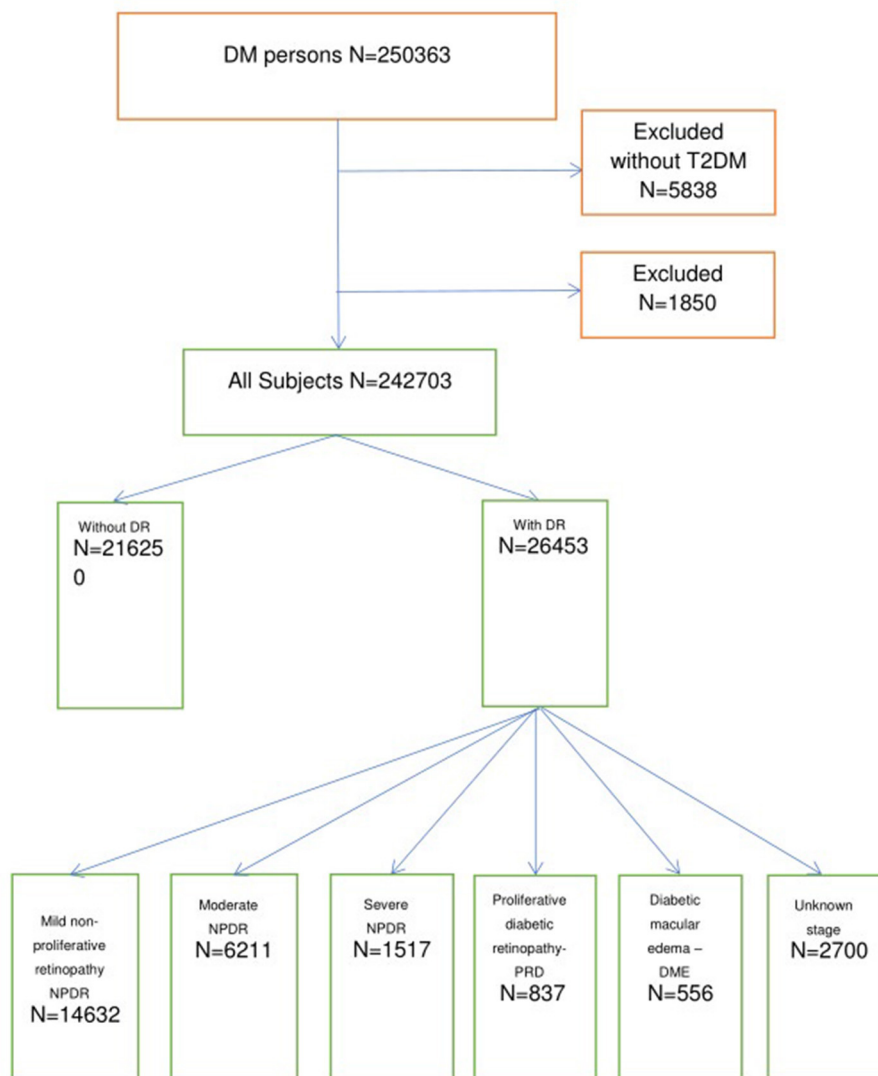 DM persons N=250363
Excluded
without T2DM
N=5838
Excluded
N=1850
All Subjects N=242703
Without DR
N=21625
0
With DR
N=26453
Mild non-
proliferative
retinopathy
NPDR
N=14632
Moderate
NPDR
N=6211
Severe
NPDR
N=1517
Proliferative
diabetic
retinopathy-
PRD
N=837
Diabetic
macular
edema –
DME
N=556
Unknown
stage
N=2700